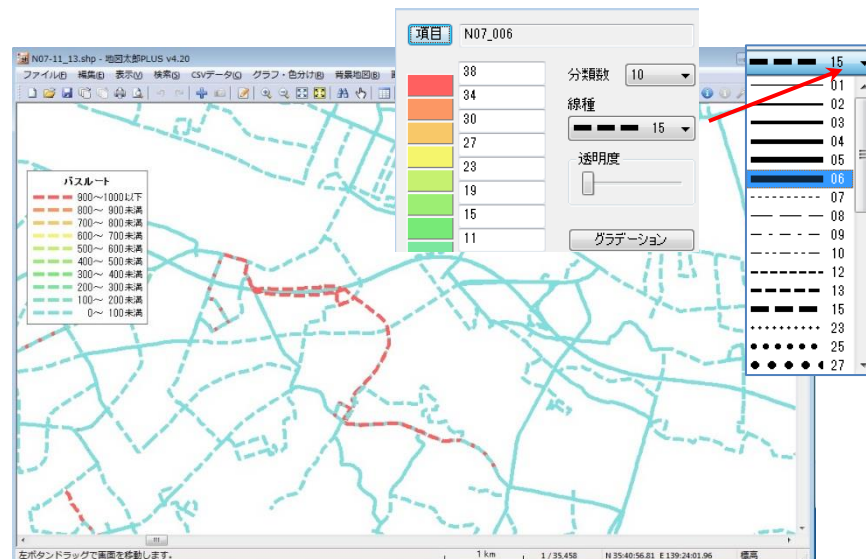 項目 N07_006
38
34
30
27
23
19
15
11
分類数 10
線種
15
透明度
グラデーション
N07-11_13.shp - 地図太郎PLUS v4.20
ファイル(F) 編集(E) 表示(V) 検索(S) CSVデータ(C) グラフ・色分け(R) 背景地図(B)
バスルート
900～1000以下
800～ 900未満
700～ 800未満
600～ 700未満
500～ 600未満
400～ 500未満
300～ 400未満
200～ 300未満
100～ 200未満
0～ 100未満
15
01
02
03
04
05
06
07
08
09
10
12
13
15
23
25
27
左ボタンドラッグで画面を移動します。 1 km 1 / 35,458 N 35:40:56.81 E 139:24:01.96 標高